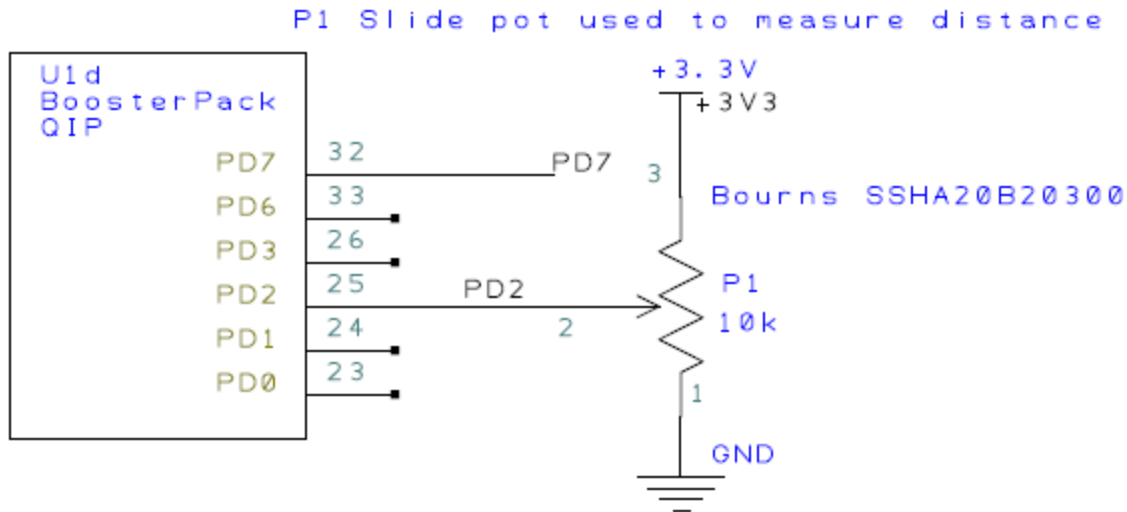 P1 Slide pot used to measure distance
U1d
BoosterPack
QIP
+3.3V
+3V3
PD7 32 PD7
3
PD6 33
Bourns SSHA20B20300
PD3 26
PD2 25 PD2
2
P1
10k
PD1 24
PD0 23
1
GND